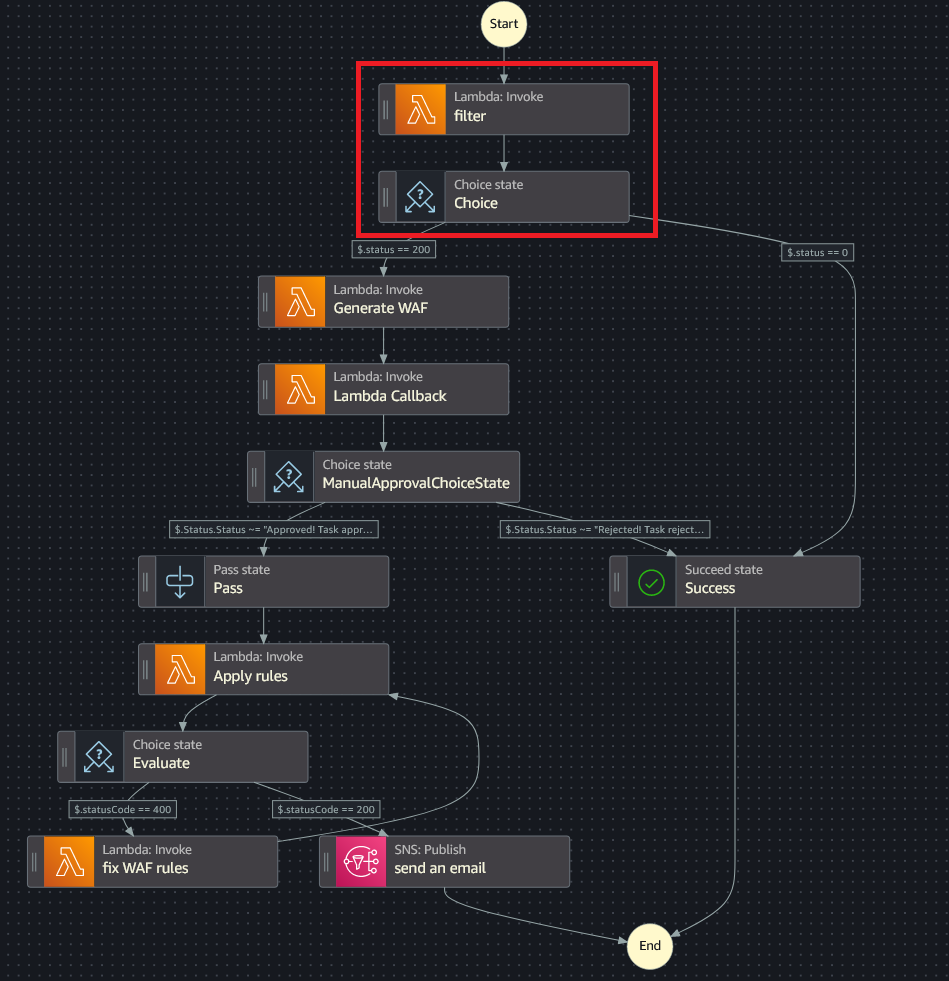 Start
Lambda: Invoke
filter
Choice state
Choice
$.status == 200
$.status == 0
Lambda: Invoke
Generate WAF
Lambda: Invoke
Lambda Callback
Choice state
ManualApprovalChoiceState
$.Status.Status ~= "Approved! Task appr...
$.Status.Status ~= "Rejected! Task reject...
Pass state
Pass
Succeed state
Success
Lambda: Invoke
Apply rules
Choice state
Evaluate
$.statusCode == 400
$.statusCode == 200
Lambda: Invoke
fix WAF rules
SNS: Publish
send an email
End